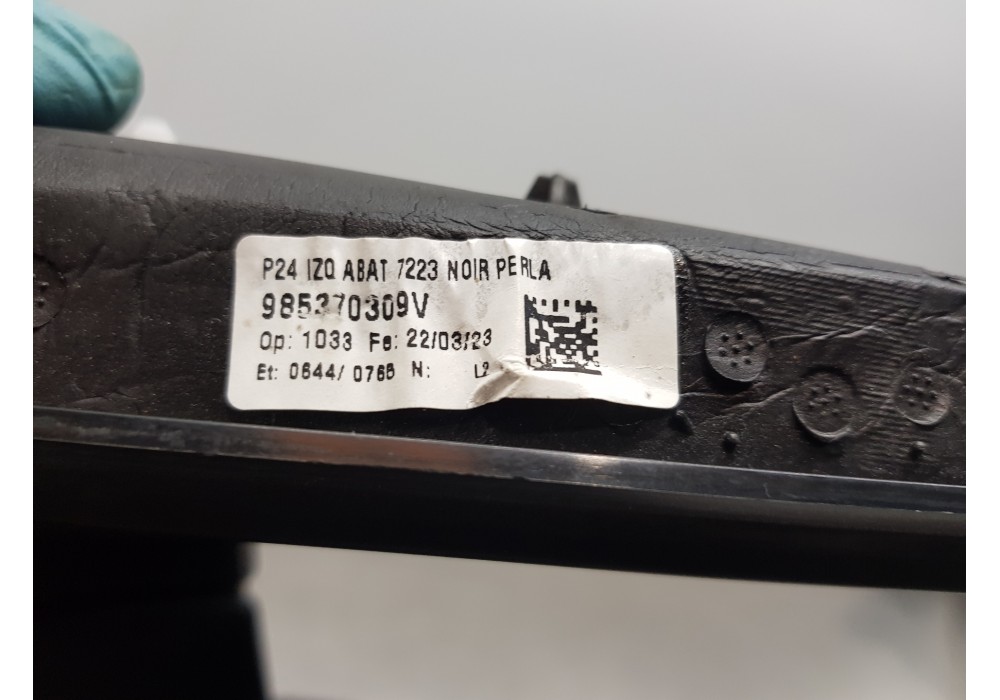 P24 IZQ ABAT 7223 NOIR PERLA
985370309V
Op: 1033 Fe: 22/03/23
Et: 0644/ 0765 N: L2